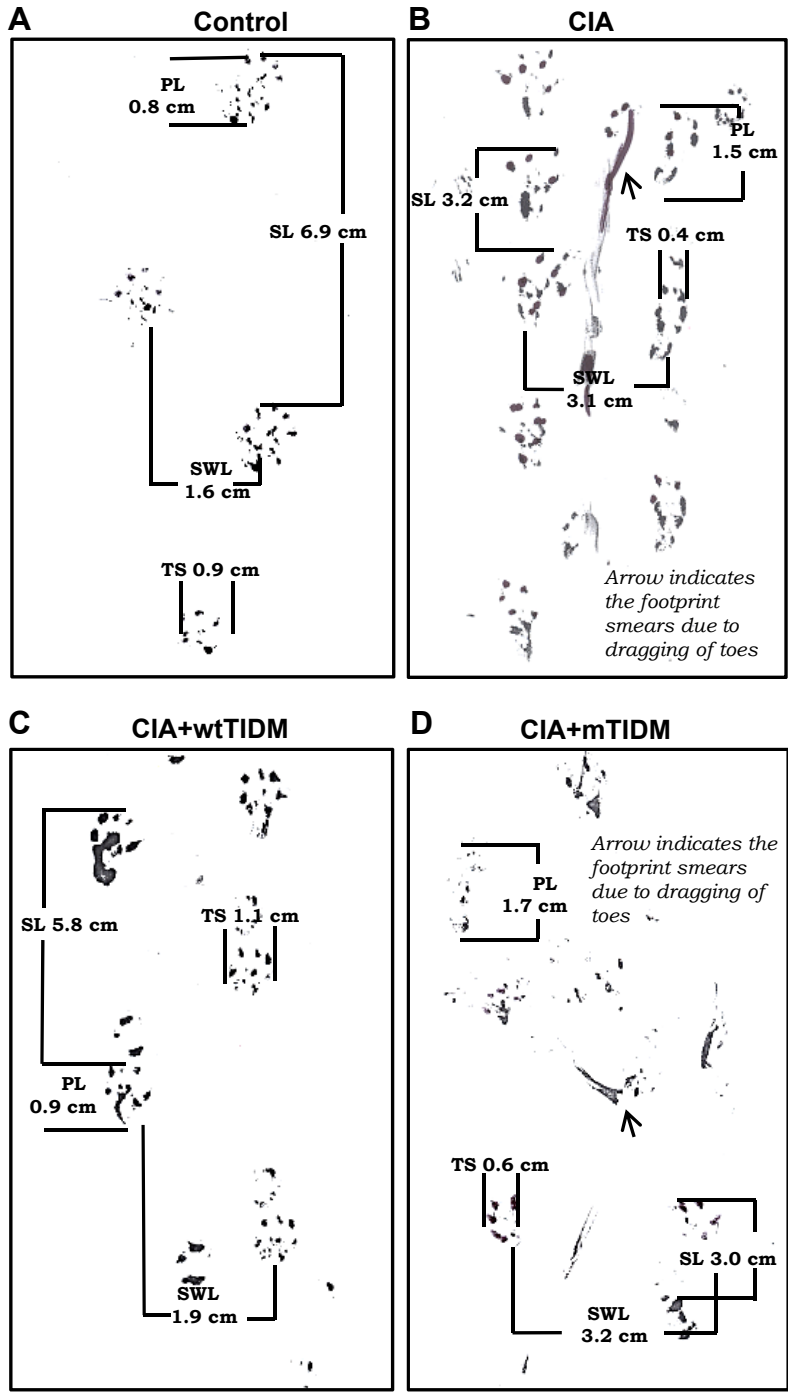 A
Control
PL
0.8 cm
SL 6.9 cm
SWL
1.6 cm
TS 0.9 cm
B
CIA
PL
1.5 cm
SL 3.2 cm
TS 0.4 cm
SWL
3.1 cm
Arrow indicates
the footprint
smears due to
dragging of toes
C
CIA+wtTIDM
SL 5.8 cm
TS 1.1 cm
PL
0.9 cm
SWL
1.9 cm
D
CIA+mTIDM
Arrow indicates the
footprint smears
due to dragging of
toes
PL
1.7 cm
TS 0.6 cm
SL 3.0 cm
SWL
3.2 cm